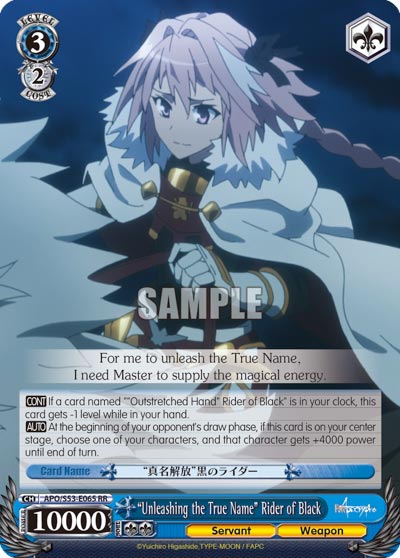 LEVEL
3
2
COST
SAMPLE
For me to unleash the True Name,
I need Master to supply the magical energy.
CONT If a card named ""Outstretched Hand" Rider of Black" is in your clock, this
card gets -1 level while in your hand.
AUTO At the beginning of your opponent's draw phase, if this card is on your center
stage, choose one of your characters, and that character gets +4000 power
until end of turn.
Card Name
“真名解放”黒のライダー
CH APO/S53-E065 RR
"Unleashing the True Name" Rider of Black
POWER
10000
SOUL
Servant
Weapon
©Yuichiro Higashide,TYPE-MOON / FAPC